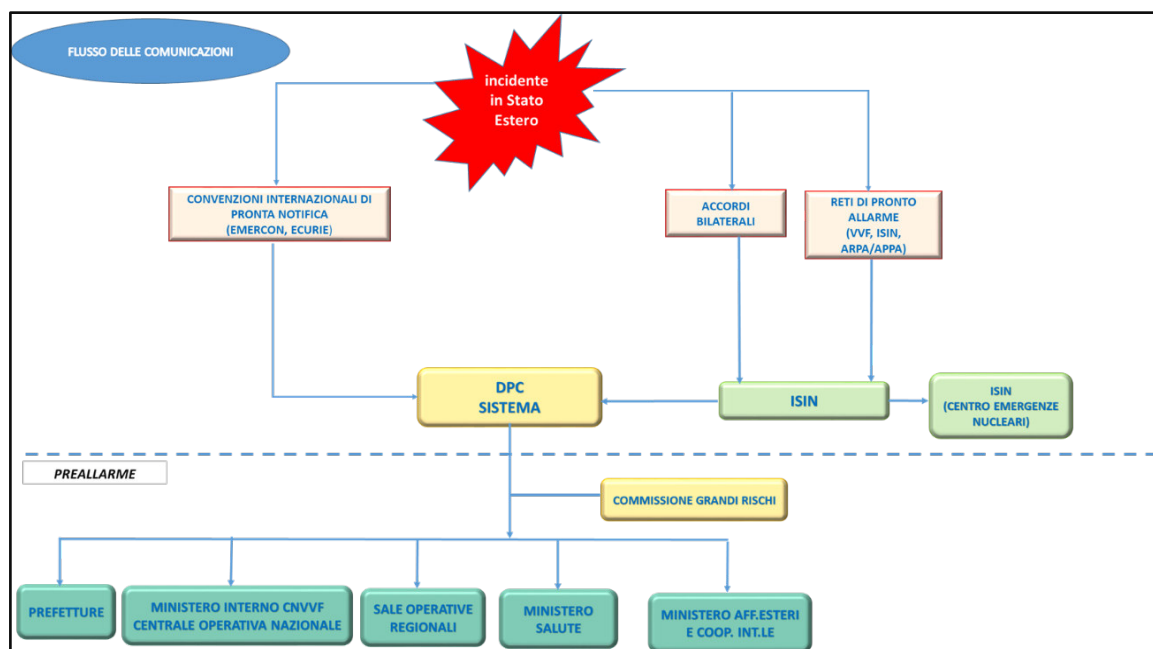 FLUSSO DELLE COMUNICAZIONI
incidente
in Stato
Estero
CONVENZIONI INTERNAZIONALI DI
PRONTA NOTIFICA
(EMERCON, ECURIE)
ACCORDI
BILATERALI
RETI DI PRONTO
ALLARME
(VVF, ISIN,
ARPA/APPA)
DPC
SISTEMA
ISIN
ISIN
(CENTRO EMERGENZE
NUCLEARI)
PREALLARME
COMMISSIONE GRANDI RISCHI
PREFETTURE
MINISTERO INTERNO CNVVF
CENTRALE OPERATIVA NAZIONALE
SALE OPERATIVE
REGIONALI
MINISTERO
SALUTE
MINISTERO AFF.ESTERI
E COOP. INT.LE